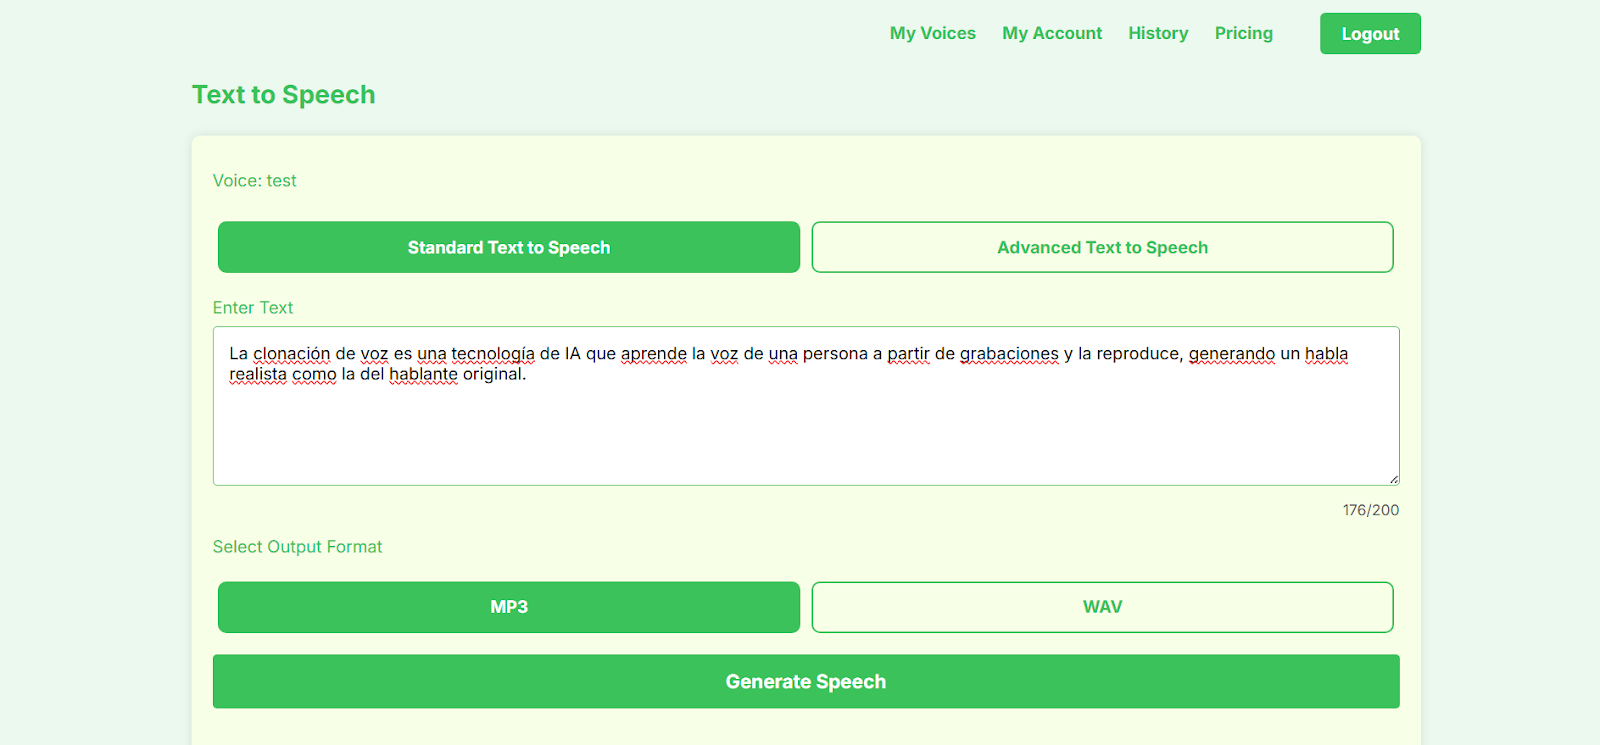 My Voices My Account History Pricing Logout
Text to Speech
Voice: test
Standard Text to Speech Advanced Text to Speech
Enter Text
La clonación de voz es una tecnología de IA que aprende la voz de una persona a partir de grabaciones y la reproduce, generando un habla
realista como la del hablante original.
176/200
Select Output Format
MP3 WAV
Generate Speech